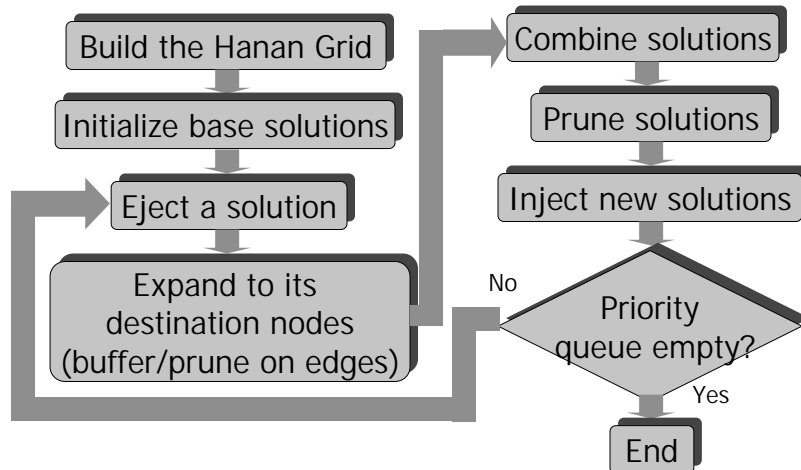 Build the Hanan Grid
Initialize base solutions
Eject a solution
Expand to its
destination nodes
(buffer/prune on edges)
Combine solutions
Prune solutions
Inject new solutions
No
Priority
queue empty?
Yes
End